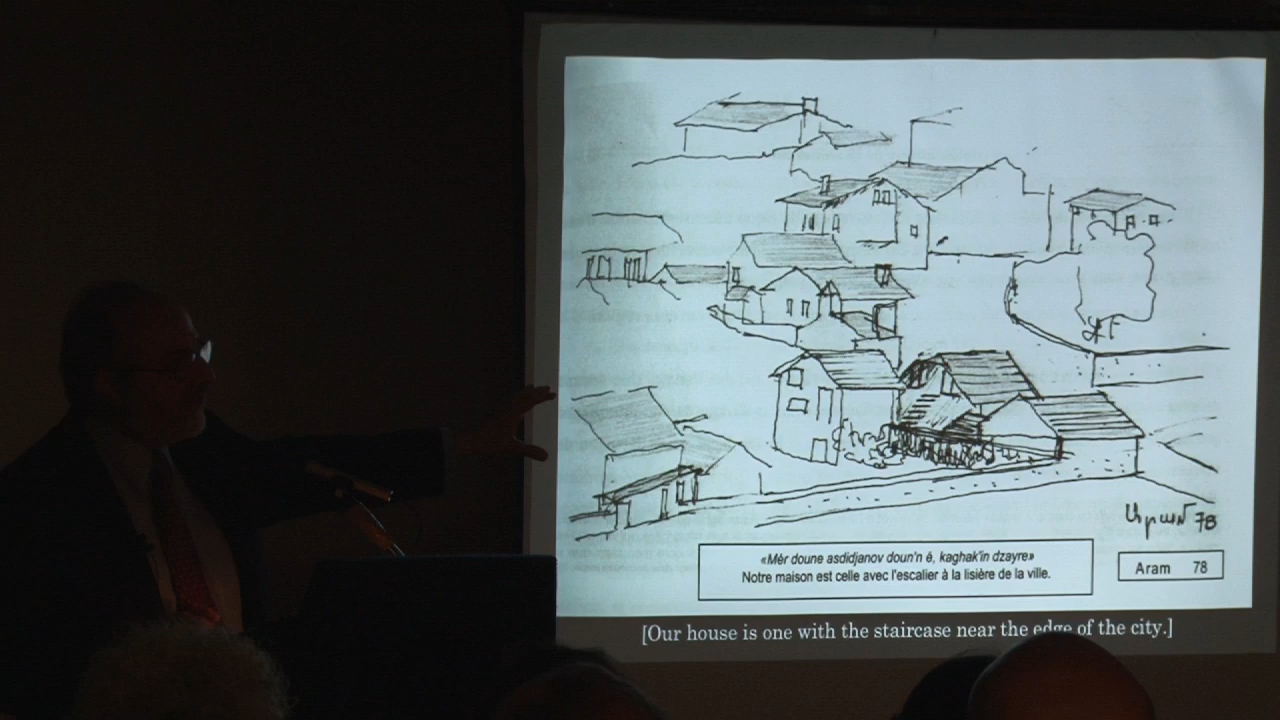 Արամ 78
«Mèr doune asdidjanov doun'n é, kaghak'in dzayre»
Notre maison est celle avec l'escalier à la lisière de la ville.
Aram 78
[Our house is one with the staircase near the edge of the city.]